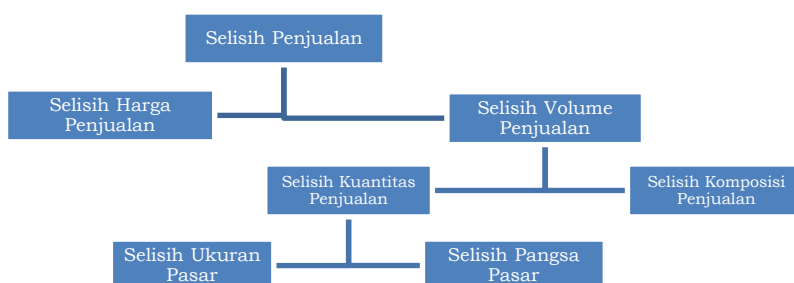 Selisih Penjualan
Selisih Harga
Penjualan
Selisih Volume
Penjualan
Selisih Kuantitas
Penjualan
Selisih Komposisi
Penjualan
Selisih Ukuran
Pasar
Selisih Pangsa
Pasar